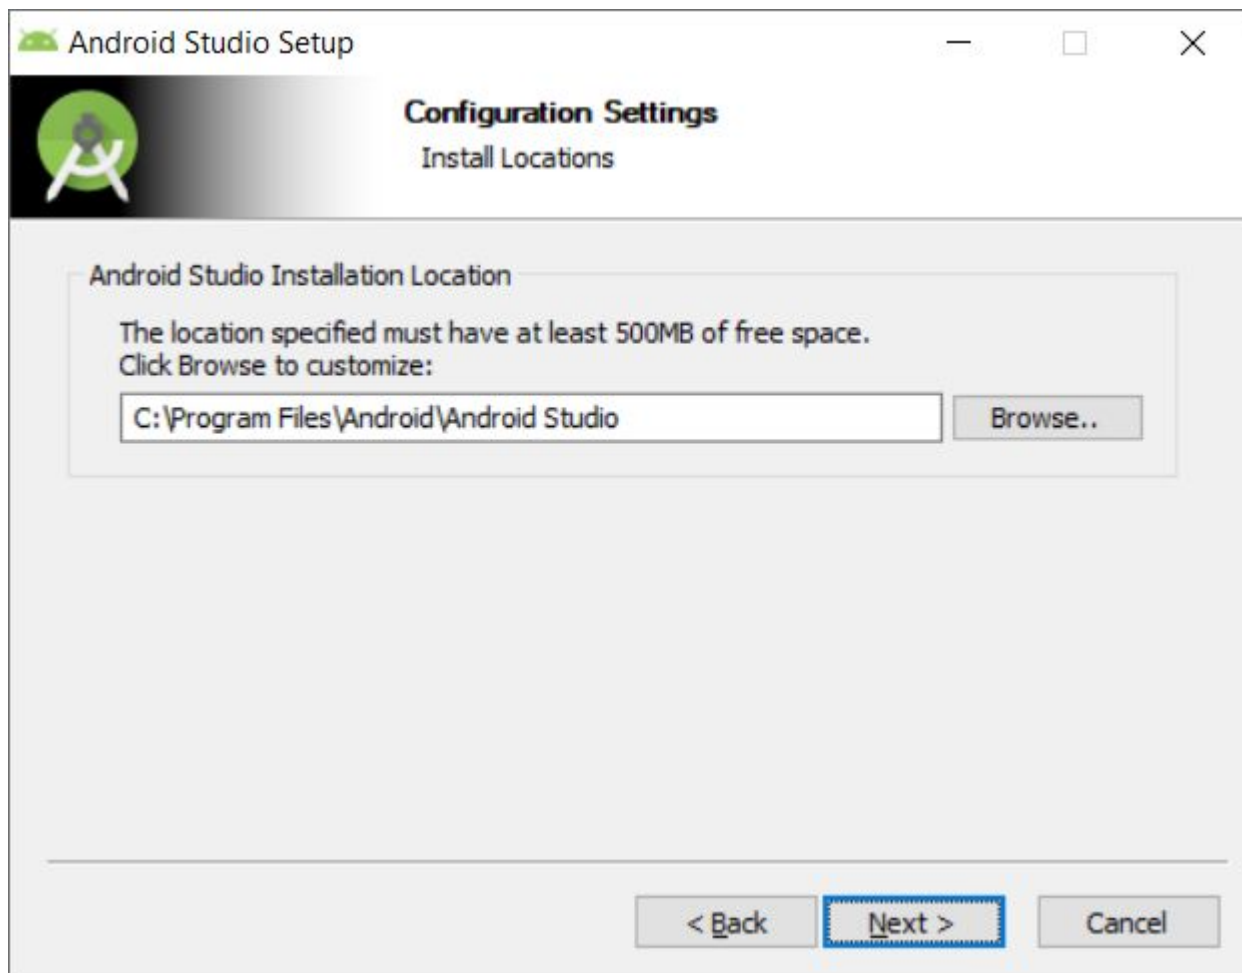 Android Studio Setup
Configuration Settings
Install Locations
Android Studio Installation Location
The location specified must have at least 500MB of free space.
Click Browse to customize:
C:\Program Files\Android\Android Studio
Browse..
< Back
Next >
Cancel